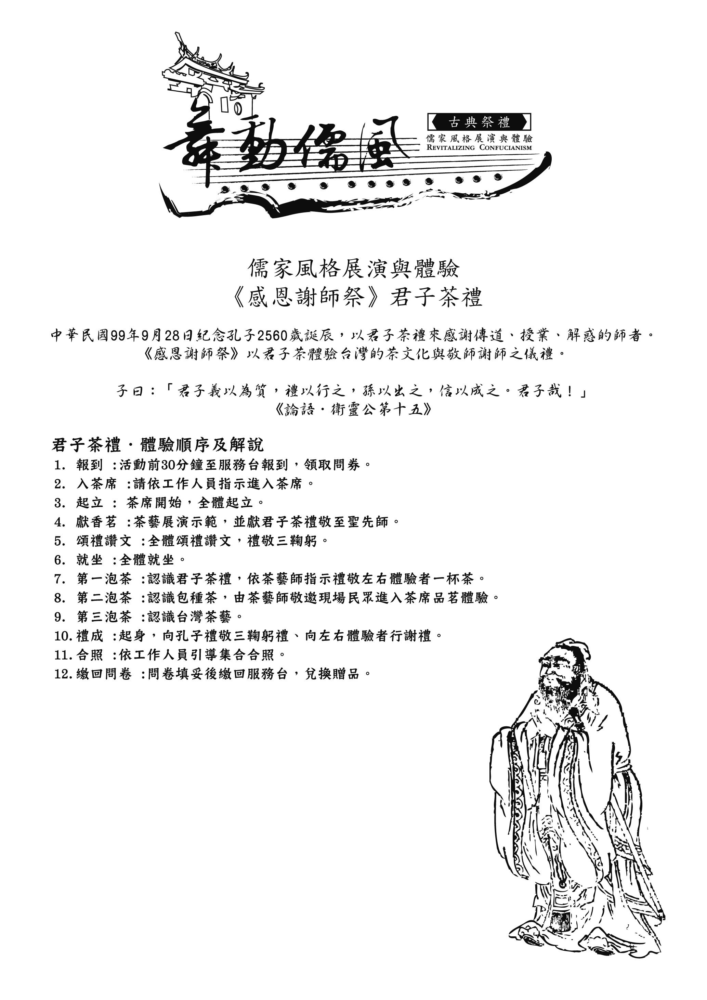 舞動儒風
古典祭禮
儒家風格展演與體驗
REVITALIZING CONFUCIANISM
儒家風格展演與體驗
《感恩謝師祭》君子茶禮
中華民國99年9月28日紀念孔子2560歲誕辰，以君子茶禮來感謝傳道、授業、解惑的師者。
《感恩謝師祭》以君子茶體驗台灣的茶文化與敬師謝師之儀禮。
子曰：「君子義以為質，禮以行之，孫以出之，信以成之。君子哉！」
《論語．衛靈公第十五》
君子茶禮．體驗順序及解說
1. 報到 :活動前30分鐘至服務台報到，領取問券。
2. 入茶席 :請依工作人員指示進入茶席。
3. 起立 : 茶席開始，全體起立。
4. 獻香茗 :茶藝展演示範，並獻君子茶禮敬至聖先師。
5. 頌禮讚文 :全體頌禮讚文，禮敬三鞠躬。
6. 就坐 :全體就坐。
7. 第一泡茶 :認識君子茶禮，依茶藝師指示禮敬左右體驗者一杯茶。
8. 第二泡茶 :認識包種茶，由茶藝師敬邀現場民眾進入茶席品茗體驗。
9. 第三泡茶 :認識台灣茶藝。
10. 禮成 :起身，向孔子禮敬三鞠躬禮、向左右體驗者行謝禮。
11. 合照 :依工作人員引導集合合照。
12. 繳回問卷 :問卷填妥後繳回服務台，兌換贈品。